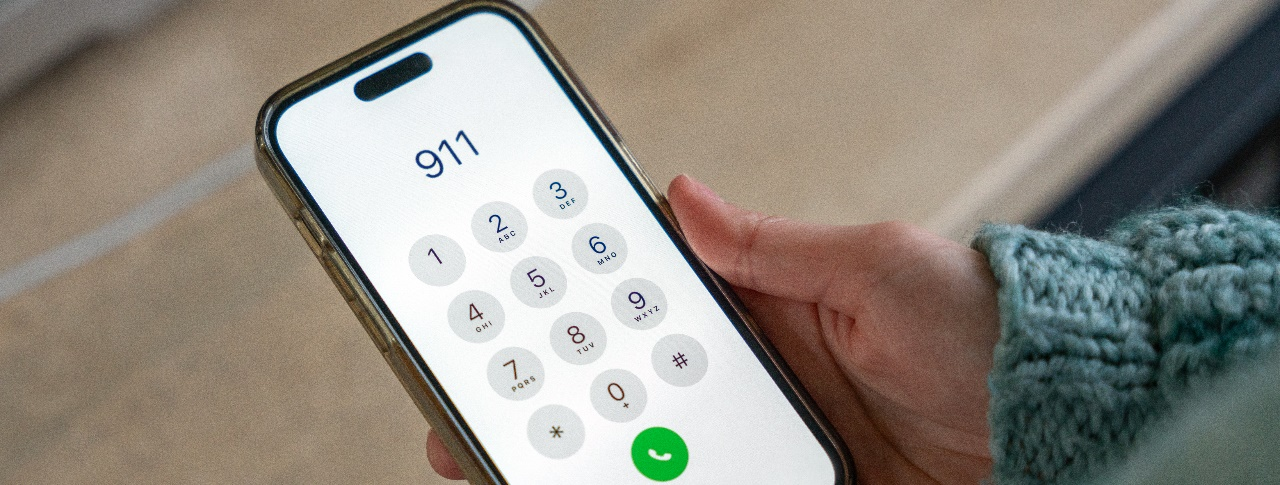 911
1 2 3
ABC DEF
4 5 6
GHI JKL MNO
7 8 9
PQRS TUV WXYZ
* 0 #
+